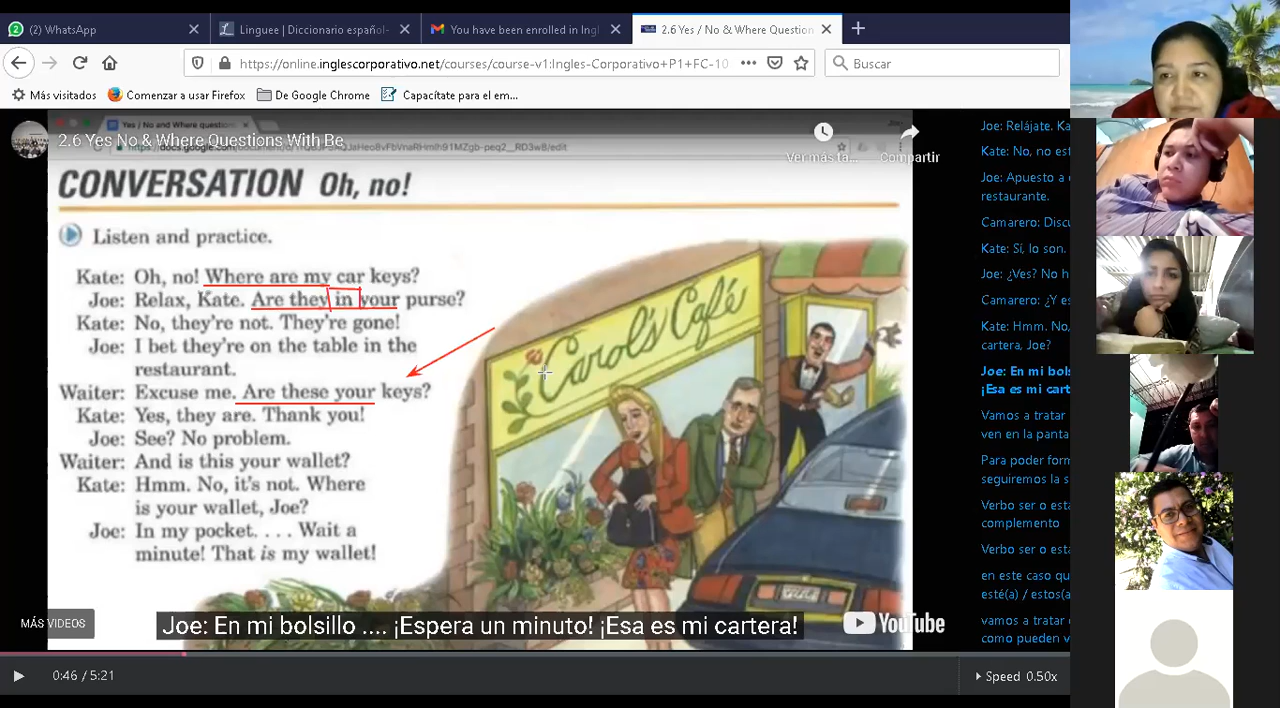 (2) WhatsApp
Linguee | Diccionario español-
You have been enrolled in Ingl
2.6 Yes / No & Where Question
https://online.inglescorporativo.net/courses/course-v1:Ingles-Corporativo+P1+FC-10
Buscar
Más visitados
Comenzar a usar Firefox
De Google Chrome
Capacítate para el em...
Yes / No and Where questions
2.6 Yes No & Where Questions With Be
Ver más ta...
Compartir
CONVERSATION Oh, no!
Listen and practice.
Kate: Oh, no! Where are my car keys?
Joe: Relax, Kate. Are they in your purse?
Kate: No, they're not. They're gone!
Joe: I bet they're on the table in the
restaurant.
Waiter: Excuse me. Are these your keys?
Kate: Yes, they are. Thank you!
Joe: See? No problem.
Waiter: And is this your wallet?
Kate: Hmm. No, it's not. Where
is your wallet, Joe?
Joe: In my pocket. . . . Wait a
minute! That is my wallet!
Carol's Café
MÁS VIDEOS
Joe: En mi bolsillo .... ¡Espera un minuto! ¡Esa es mi cartera!
YouTube
0:46 / 5:21
Speed 0.50x
Joe: Relájate. Ka
Kate: No, no est
Joe: Apuesto a
restaurante.
Camarero: Discu
Kate: Sí, lo son.
Joe: ¿Ves? No h
Camarero: ¿Y es
Kate: Hmm. No,
cartera, Joe?
Joe: En mi bols
¡Esa es mi cart
Vamos a tratar
ven en la panta
Para poder form
seguiremos la s
Verbo ser o esta
complemento
Verbo ser o esta
en este caso qu
esté(a) / estos(a
vamos a tratar
como pueden v